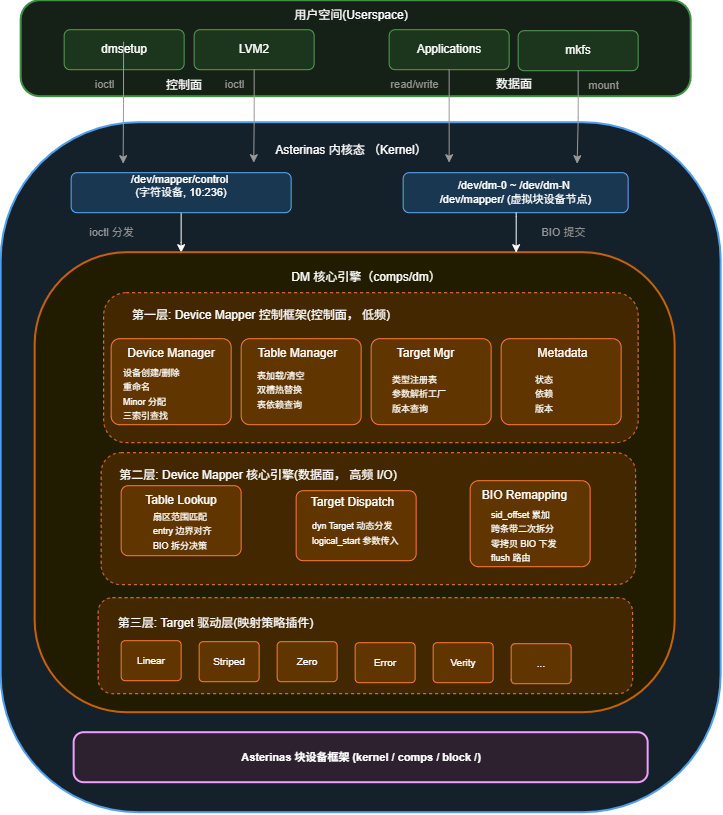 用户空间(Userspace)
dmsetup
LVM2
Applications
mkfs
ioctl
控制面
ioctl
read/write
数据面
mount
Asterinas 内核态 （Kernel）
/dev/mapper/control
(字符设备, 10:236)
/dev/dm-0 ~ /dev/dm-N
/dev/mapper/ (虚拟块设备节点)
ioctl 分发
BIO 提交
DM 核心引擎（comps/dm）
第一层: Device Mapper 控制框架(控制面， 低频)
Device Manager
设备创建/删除
重命名
Minor 分配
三索引查找
Table Manager
表加载/清空
双槽热替换
表依赖查询
Target Mgr
类型注册表
参数解析工厂
版本查询
Metadata
状态
依赖
版本
第二层: Device Mapper 核心引擎(数据面， 高频 I/O)
Table Lookup
扇区范围匹配
entry 边界对齐
BIO 拆分决策
Target Dispatch
dyn Target 动态分发
logical_start 参数传入
BIO Remapping
sid_offset 累加
跨条带二次拆分
零拷贝 BIO 下发
flush 路由
第三层: Target 驱动层(映射策略插件)
Linear
Striped
Zero
Error
Verity
...
Asterinas 块设备框架 (kernel / comps / block /)